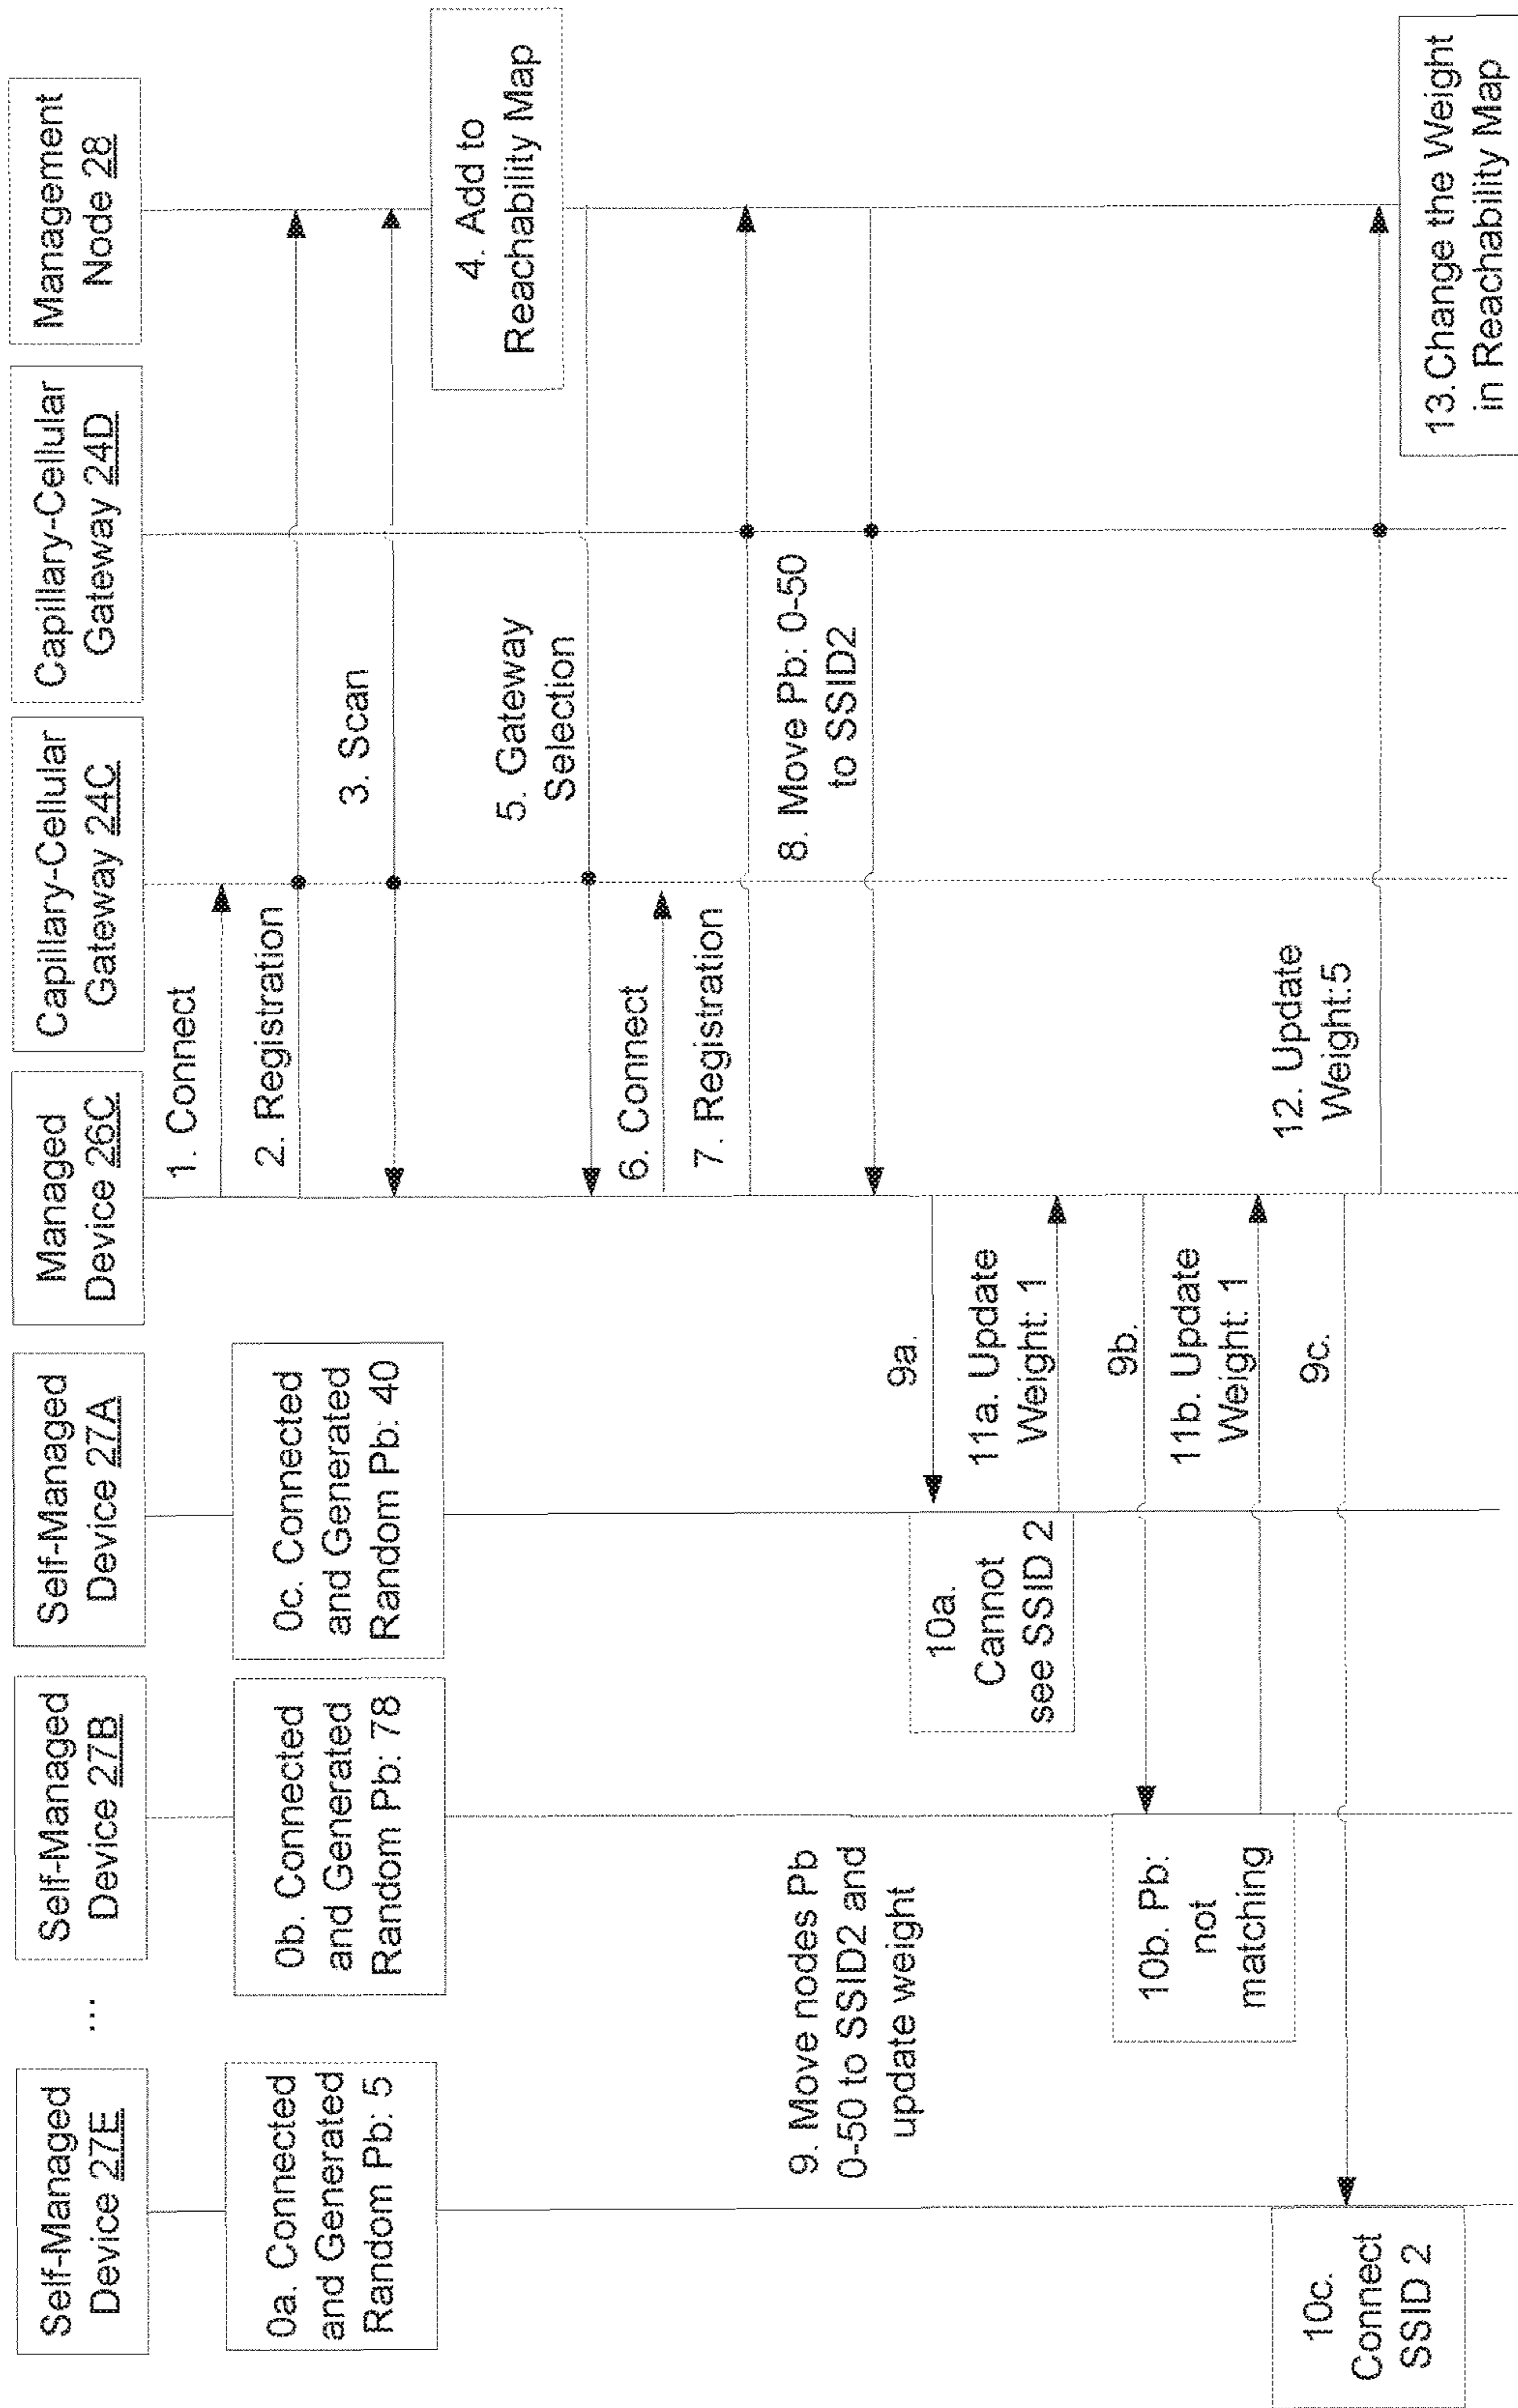 Self-Managed
Device 27E
...
Self-Managed
Device 27B
Self-Managed
Device 27A
Managed
Device 26C
Capillary-Cellular
Gateway 24C
Capillary-Cellular
Gateway 24D
Management
Node 28
0a. Connected
and Generated
Random Pb: 5
0b. Connected
and Generated
Random Pb: 78
0c. Connected
and Generated
Random Pb: 40
1. Connect
2. Registration
3. Scan
4. Add to
Reachability Map
5. Gateway
Selection
6. Connect
7. Registration
8. Move Pb: 0-50
to SSID2
9. Move nodes Pb
0-50 to SSID2 and
update weight
9a.
10a.
Cannot
see SSID 2
11a. Update
Weight: 1
9b.
10b. Pb:
not
matching
11b. Update
Weight: 1
9c.
10c.
Connect
SSID 2
12. Update
Weight:5
13.Change the Weight
in Reachability Map